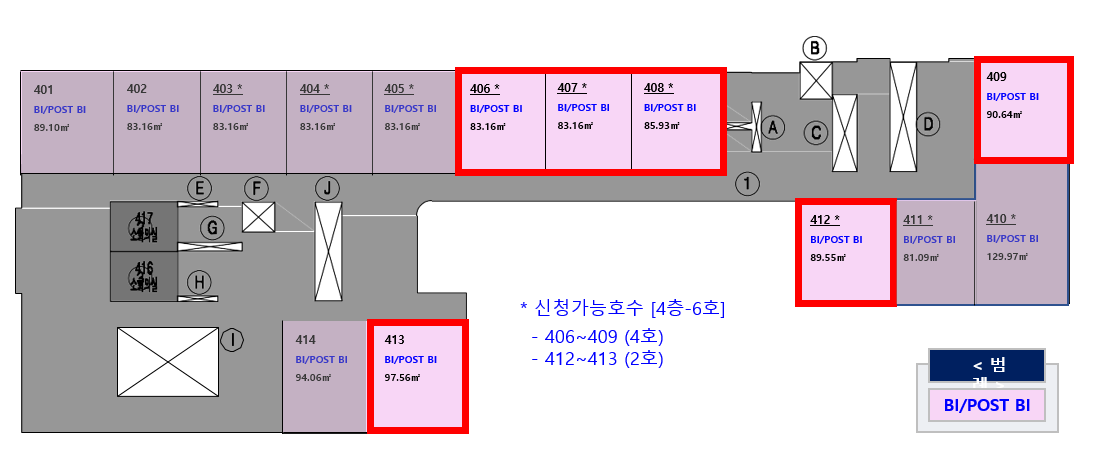 401
BI/POST BI
89.10㎡
402
BI/POST BI
83.16㎡
403 *
BI/POST BI
83.16㎡
404 *
BI/POST BI
83.16㎡
405 *
BI/POST BI
83.16㎡
406 *
BI/POST BI
83.16㎡
407 *
BI/POST BI
83.16㎡
408 *
BI/POST BI
85.93㎡
A
B
C
D
409
BI/POST BI
90.64㎡
1
E
F
J
G
H
I
417
416
412 *
BI/POST BI
89.55㎡
411 *
BI/POST BI
81.09㎡
410 *
BI/POST BI
129.97㎡
414
BI/POST BI
94.06㎡
413
BI/POST BI
97.56㎡
* 신청가능호수 [4층-6호]
- 406~409 (4호)
- 412~413 (2호)
< 범
례 >
BI/POST BI